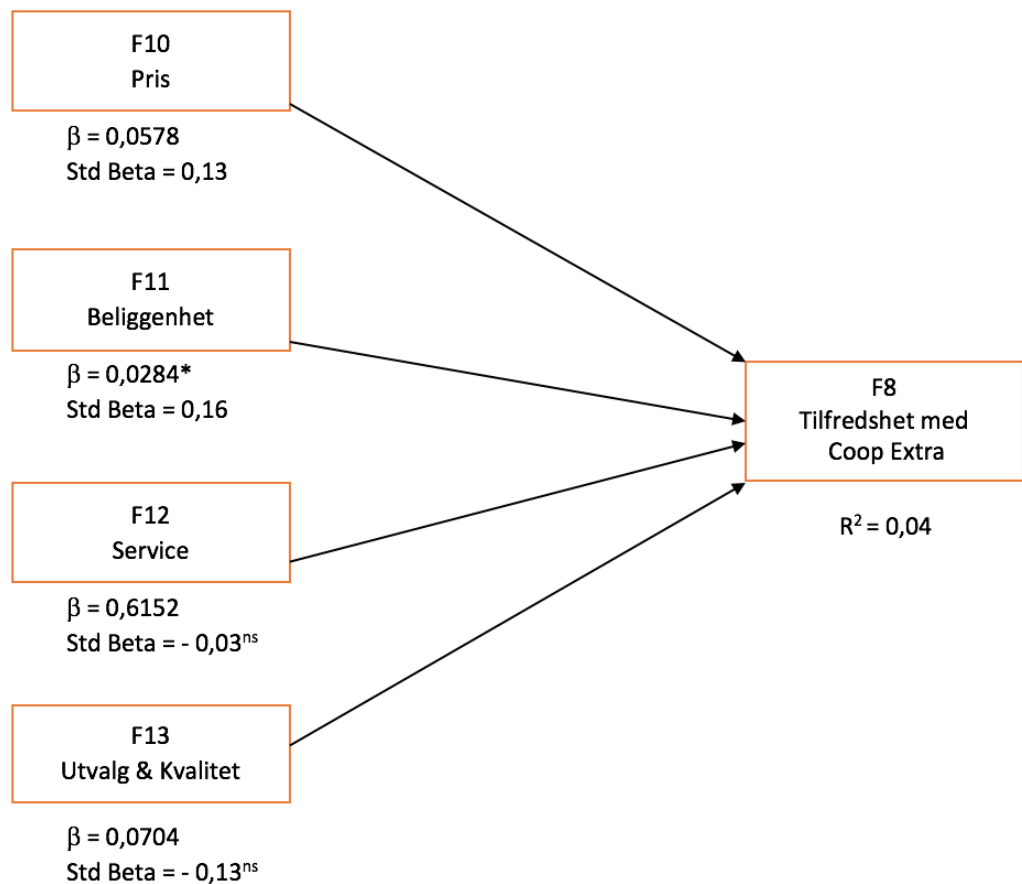 F10
Pris
β = 0,0578
Std Beta = 0,13
F11
Beliggenhet
β = 0,0284*
Std Beta = 0,16
F12
Service
β = 0,6152
Std Beta = - 0,03ⁿˢ
F13
Utvalg & Kvalitet
β = 0,0704
Std Beta = - 0,13ⁿˢ
F8
Tilfredshet med
Coop Extra
R² = 0,04